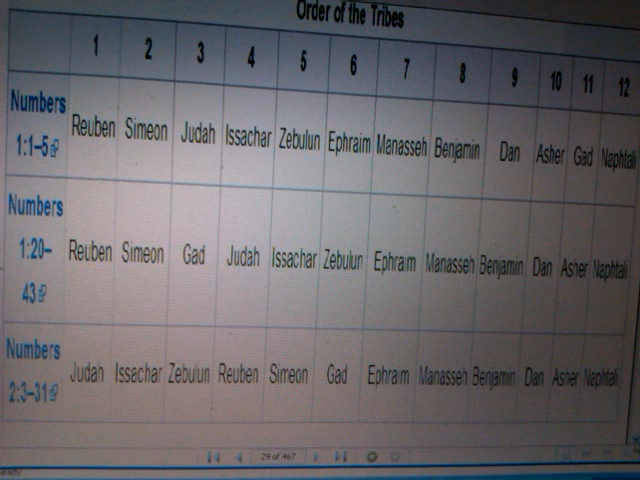 Order of the Tribes
1 2 3 4 5 6 7 8 9 10 11 12
Numbers 1:1–5 Reuben Simeon Judah Issachar Zebulun Ephraim Manasseh Benjamin Dan Asher Gad Naphtali
Numbers 1:20–43 Reuben Simeon Gad Judah Issachar Zebulun Ephraim Manasseh Benjamin Dan Asher Naphtali
Numbers 2:3–31 Judah Issachar Zebulun Reuben Simeon Gad Ephraim Manasseh Benjamin Dan Asher Naphtali
29 of 467